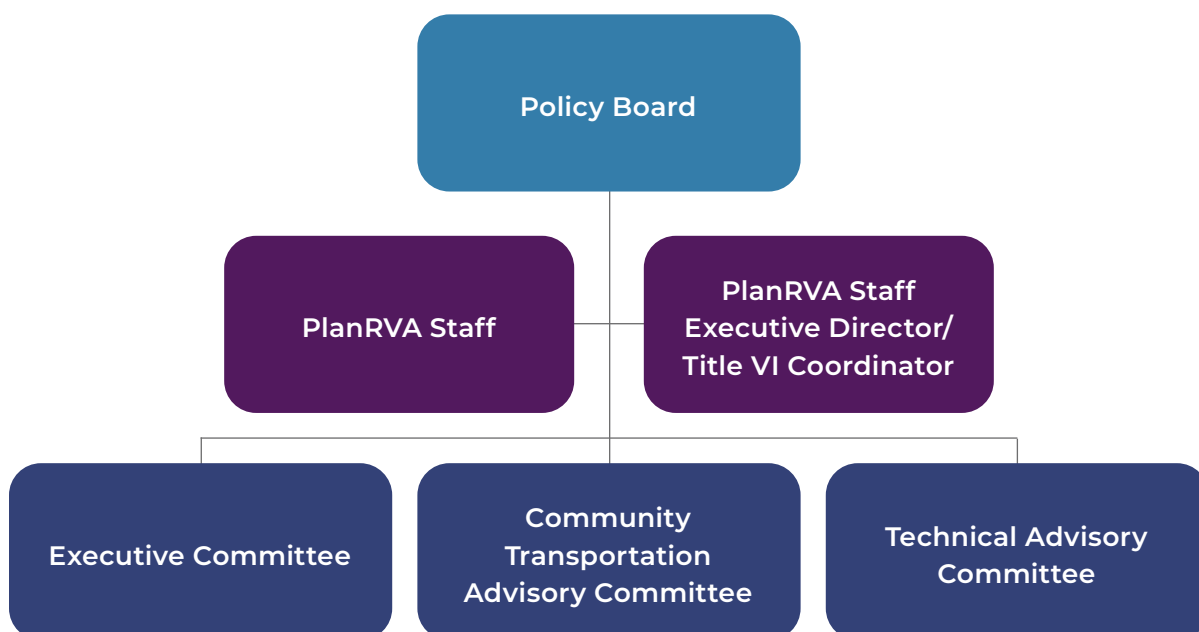 Policy Board
PlanRVA Staff
PlanRVA Staff
Executive Director/
Title VI Coordinator
Executive Committee
Community
Transportation
Advisory Committee
Technical Advisory
Committee